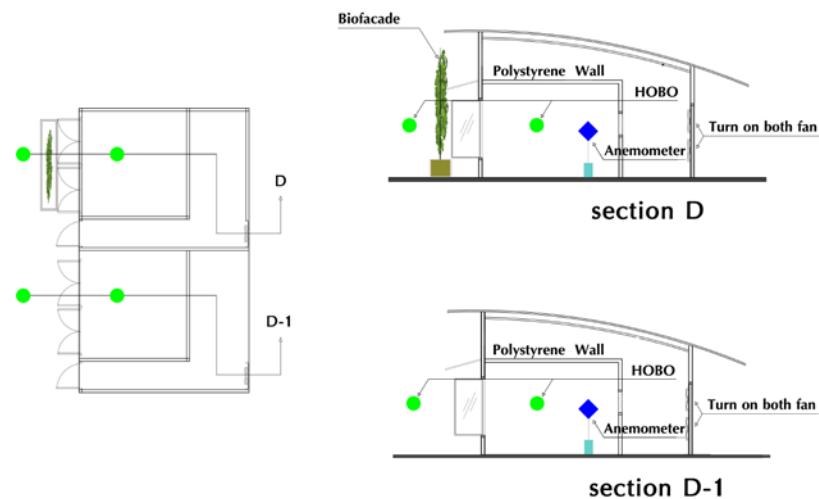 D
D-1
Biofacade
Polystyrene Wall
HOBO
Turn on both fan
Anemometer
section D
Polystyrene Wall
HOBO
Turn on both fan
Anemometer
section D-1